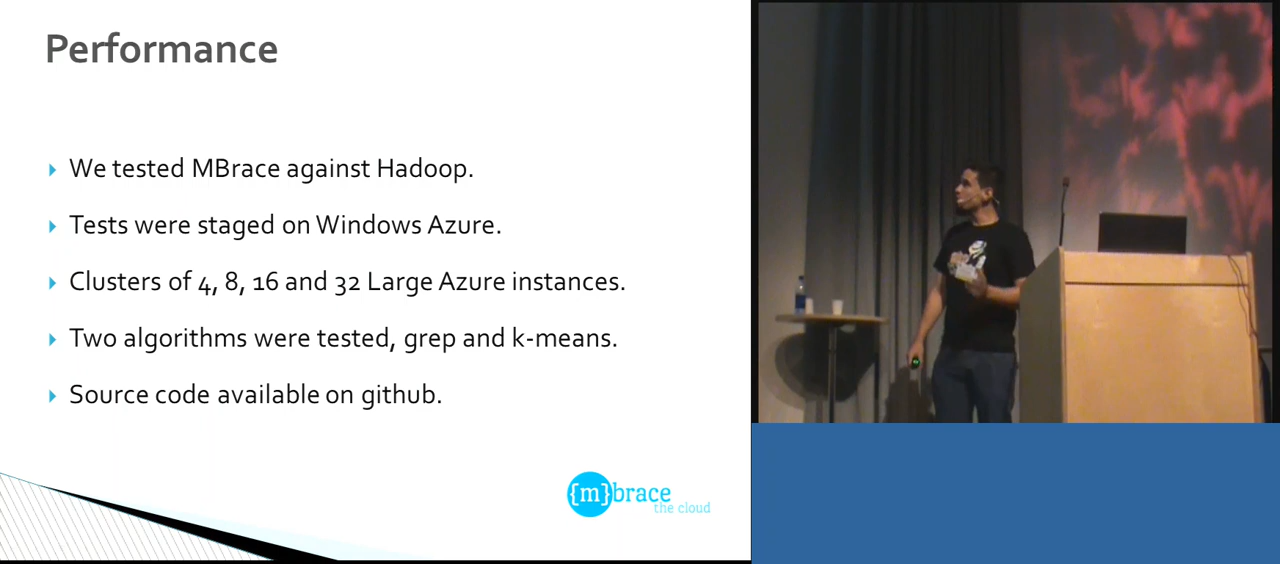 Performance
We tested MBrace against Hadoop.
Tests were staged on Windows Azure.
Clusters of 4, 8, 16 and 32 Large Azure instances.
Two algorithms were tested, grep and k-means.
Source code available on github.
{m}brace
the cloud